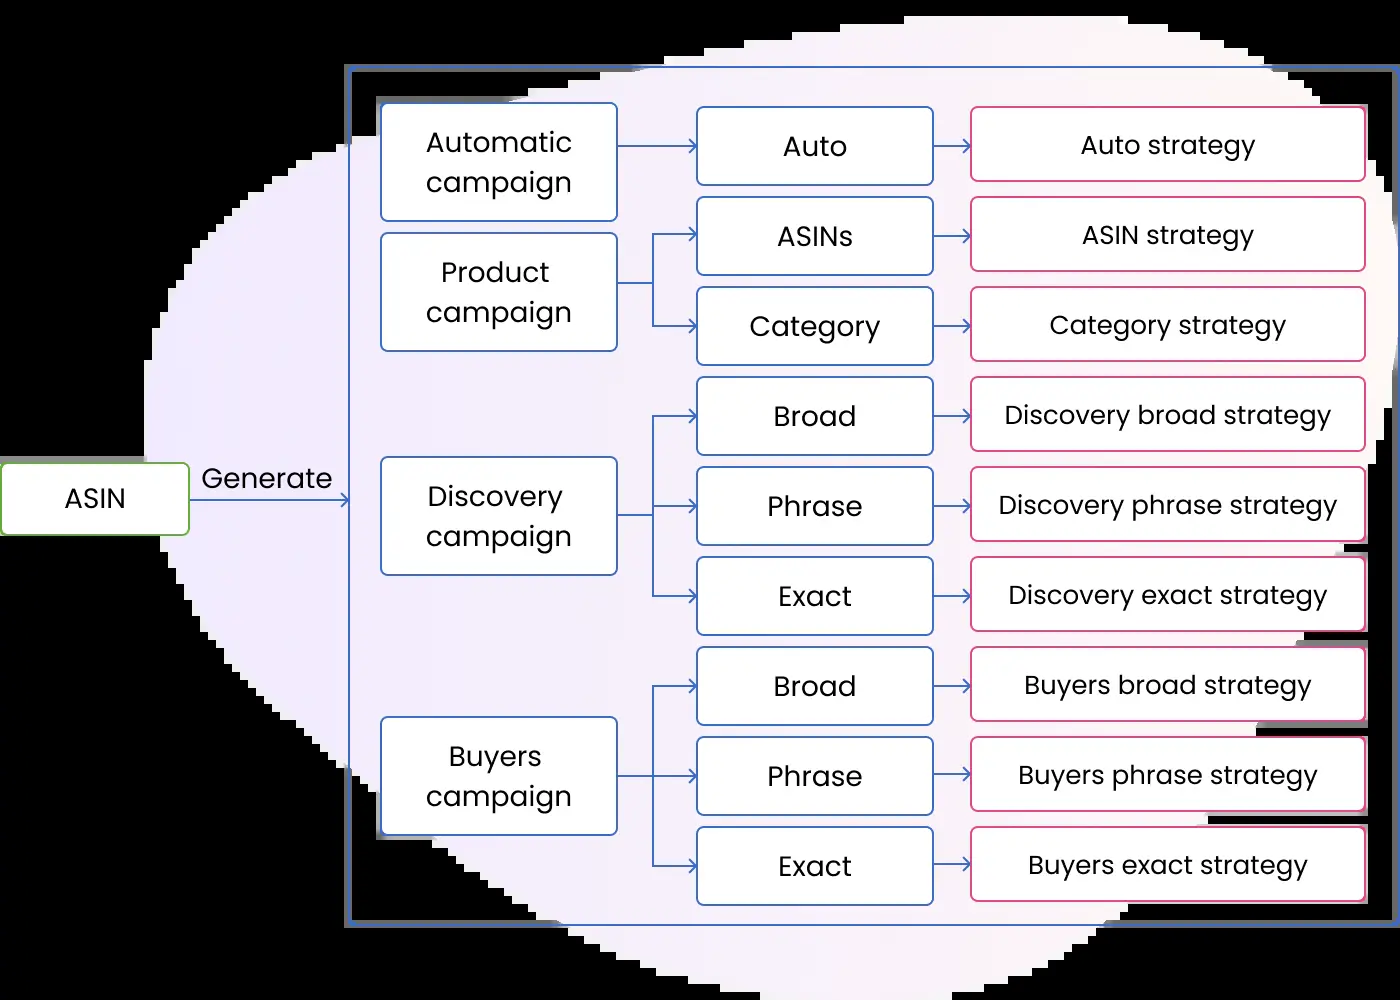 ASIN
Generate
Automatic
campaign
Auto
Auto strategy
Product
campaign
ASINs
ASIN strategy
Category
Category strategy
Discovery
campaign
Broad
Discovery broad strategy
Phrase
Discovery phrase strategy
Exact
Discovery exact strategy
Buyers
campaign
Broad
Buyers broad strategy
Phrase
Buyers phrase strategy
Exact
Buyers exact strategy